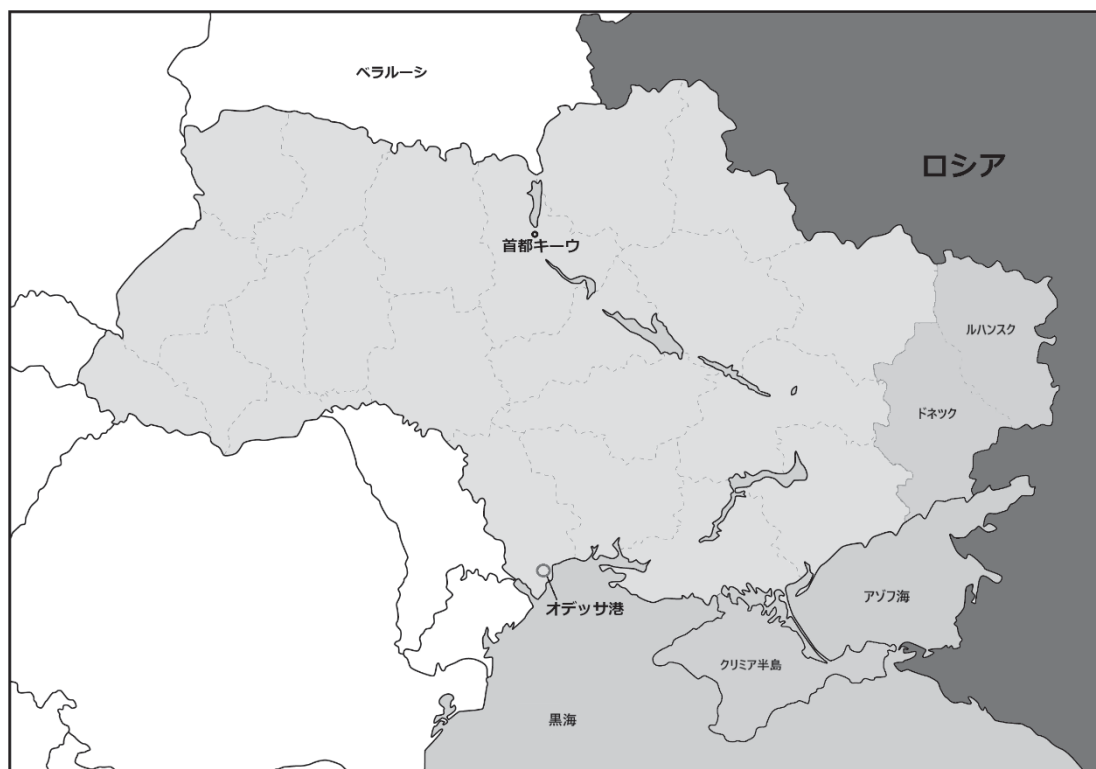 ベラルーシ
ロシア
首都キーウ
ルハンスク
ドネツク
オデッサ港
アゾフ海
クリミア半島
黒海